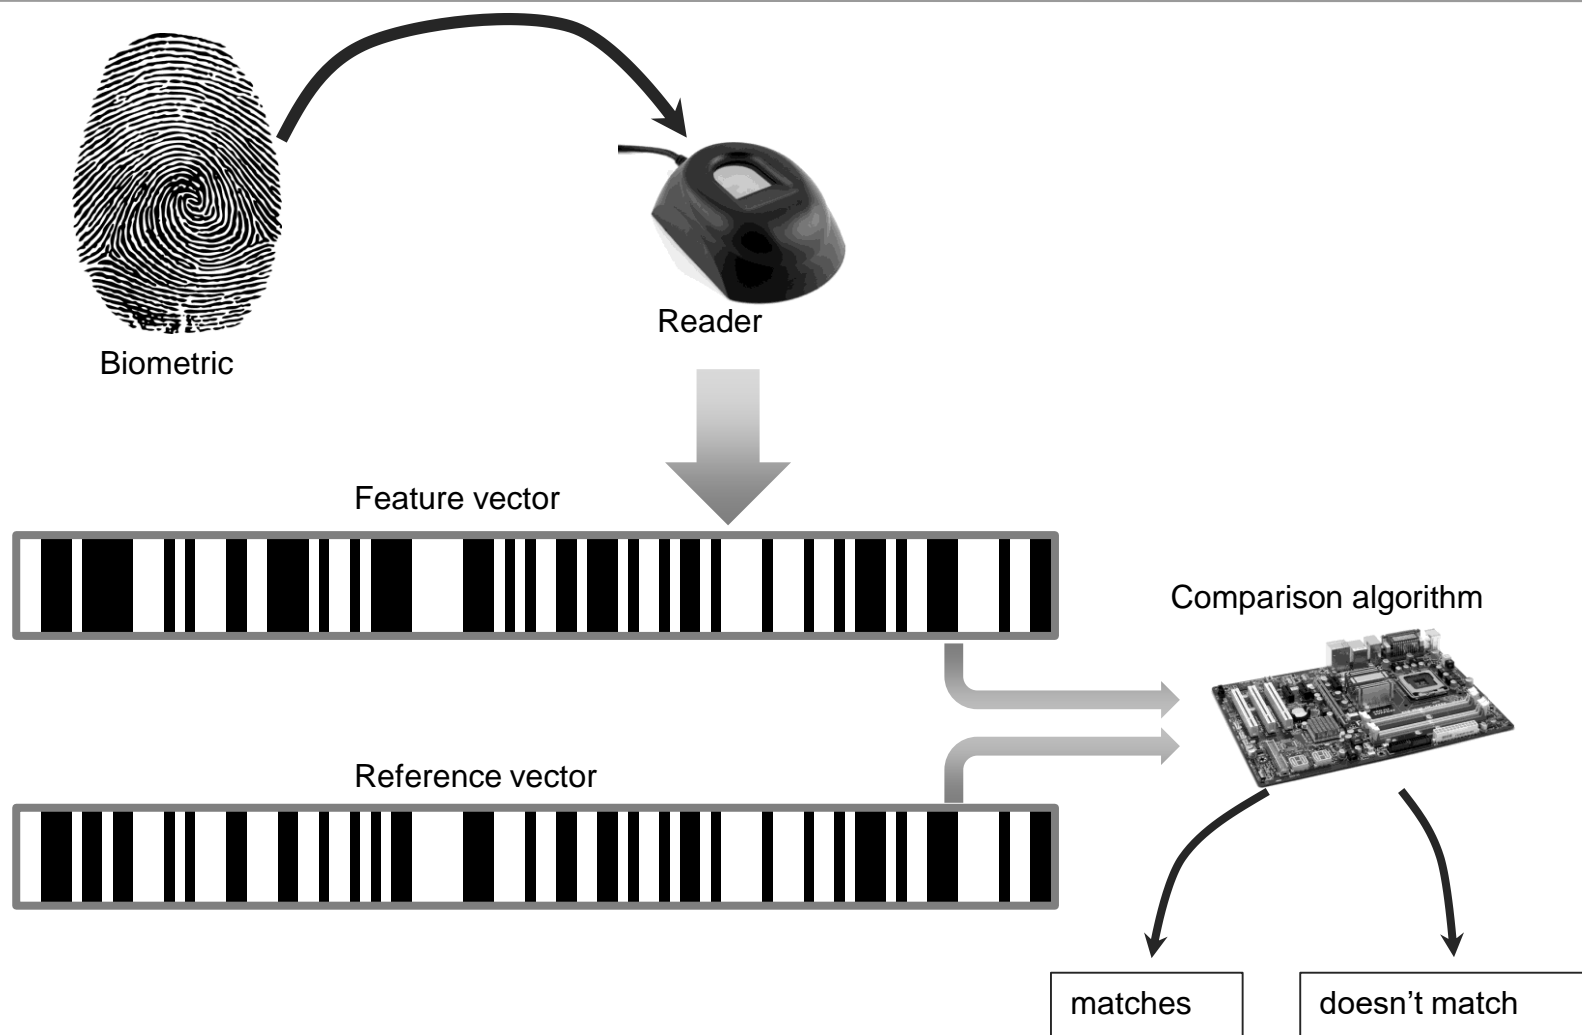 Biometric
Reader
Feature vector
Comparison algorithm
Reference vector
matches
doesn’t match